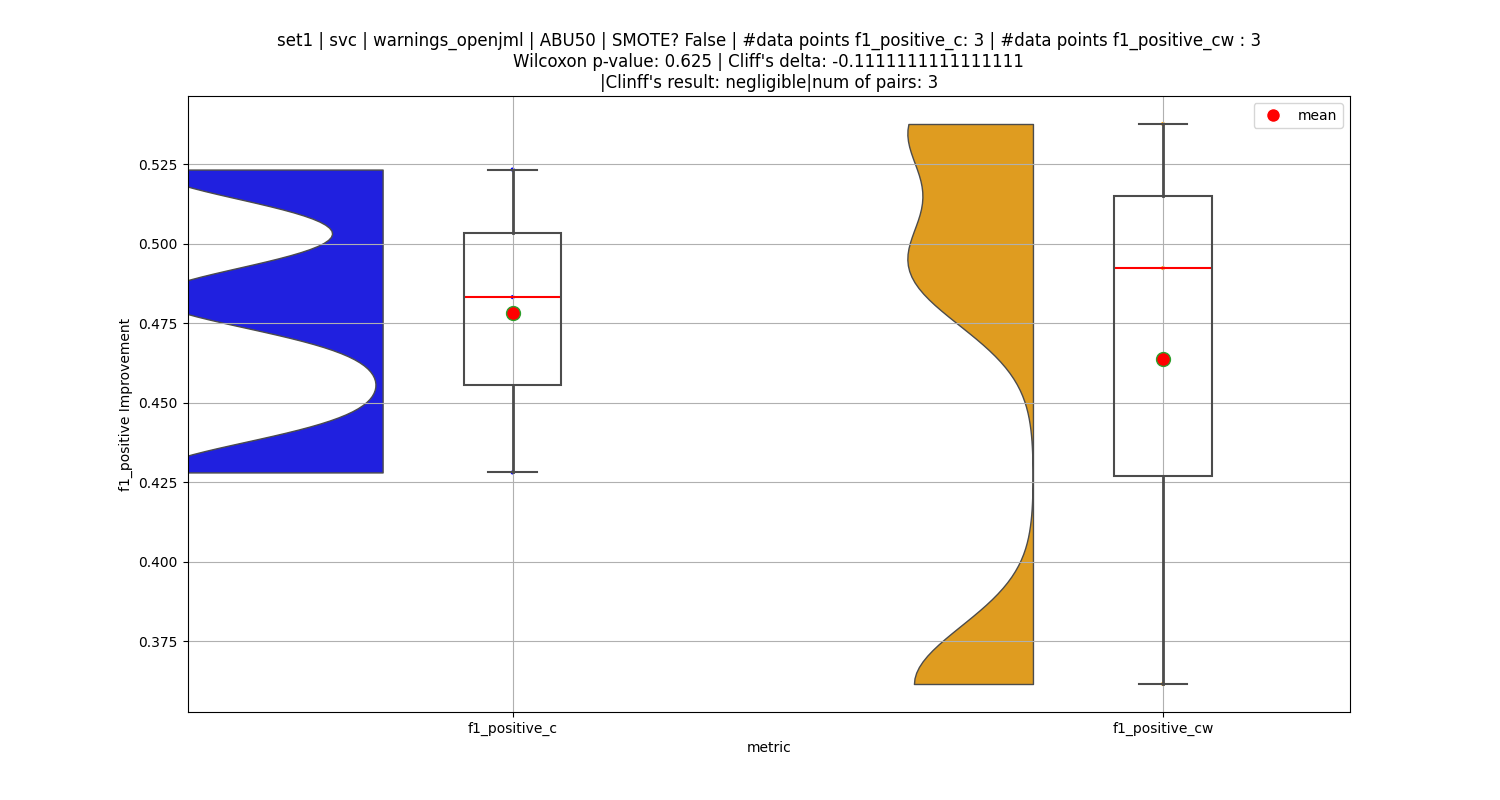 set1 | svc | warnings_openjml | ABU50 | SMOTE? False | #data points f1_positive_c: 3 | #data points f1_positive_cw : 3
Wilcoxon p-value: 0.625 | Cliff's delta: -0.1111111111111111
|Clinff's result: negligible|num of pairs: 3
mean
0.525
0.500
0.475
0.450
0.425
0.400
0.375
f1_positive Improvement
f1_positive_c
f1_positive_cw
metric